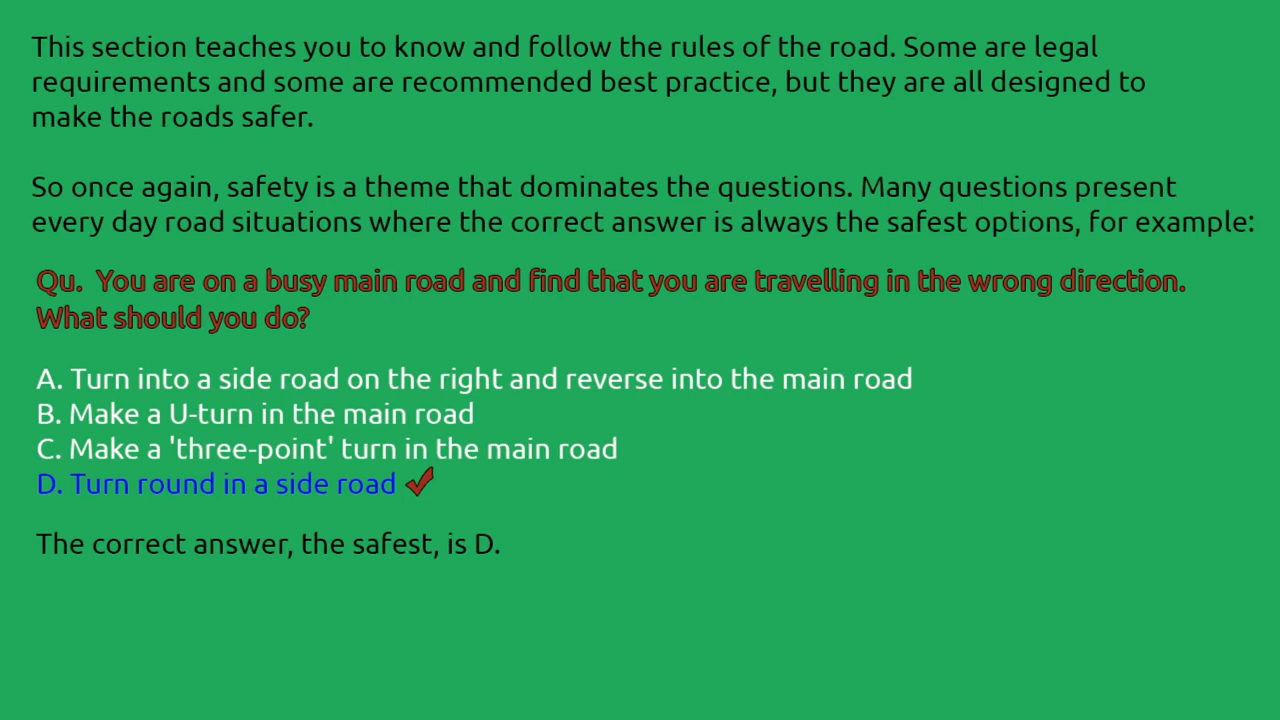 This section teaches you to know and follow the rules of the road. Some are legal
requirements and some are recommended best practice, but they are all designed to
make the roads safer.
So once again, safety is a theme that dominates the questions. Many questions present
every day road situations where the correct answer is always the safest options, for example:
Qu. You are on a busy main road and find that you are travelling in the wrong direction.
What should you do?
A. Turn into a side road on the right and reverse into the main road
B. Make a U-turn in the main road
C. Make a 'three-point' turn in the main road
D. Turn round in a side road
The correct answer, the safest, is D.